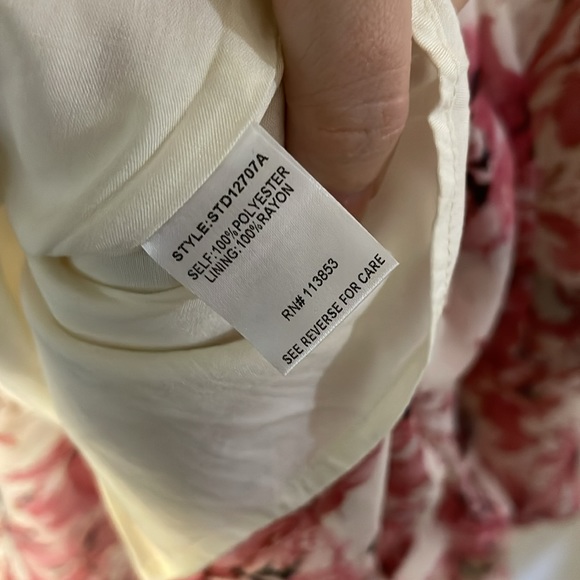 STYLE:STD12707A
SELF:100%POLYESTER
LINING:100%RAYON
RN#113853
SEE REVERSE FOR CARE